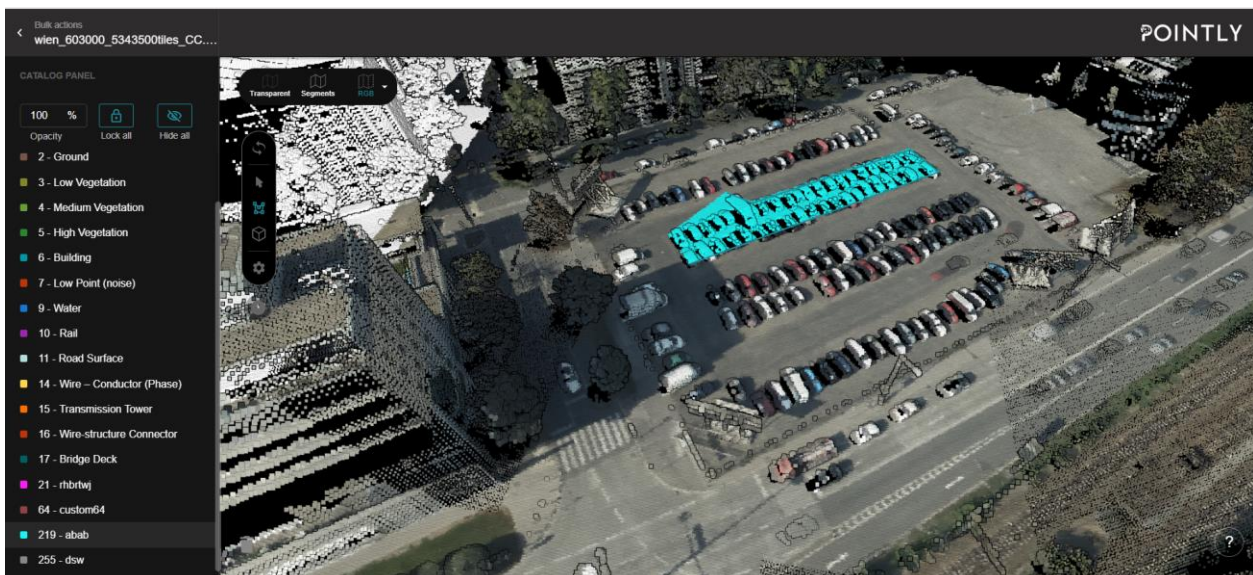 Bulk actions
wien_603000_5343500tiles_CC....
POINTLY
CATALOG PANEL
Transparent
Segments
RGB
100 %
Opacity
Lock all
Hide all
2 - Ground
3 - Low Vegetation
4 - Medium Vegetation
5 - High Vegetation
6 - Building
7 - Low Point (noise)
9 - Water
10 - Rail
11 - Road Surface
14 - Wire – Conductor (Phase)
15 - Transmission Tower
16 - Wire-structure Connector
17 - Bridge Deck
21 - rhbrtwj
64 - custom64
219 - abab
255 - dsw
?